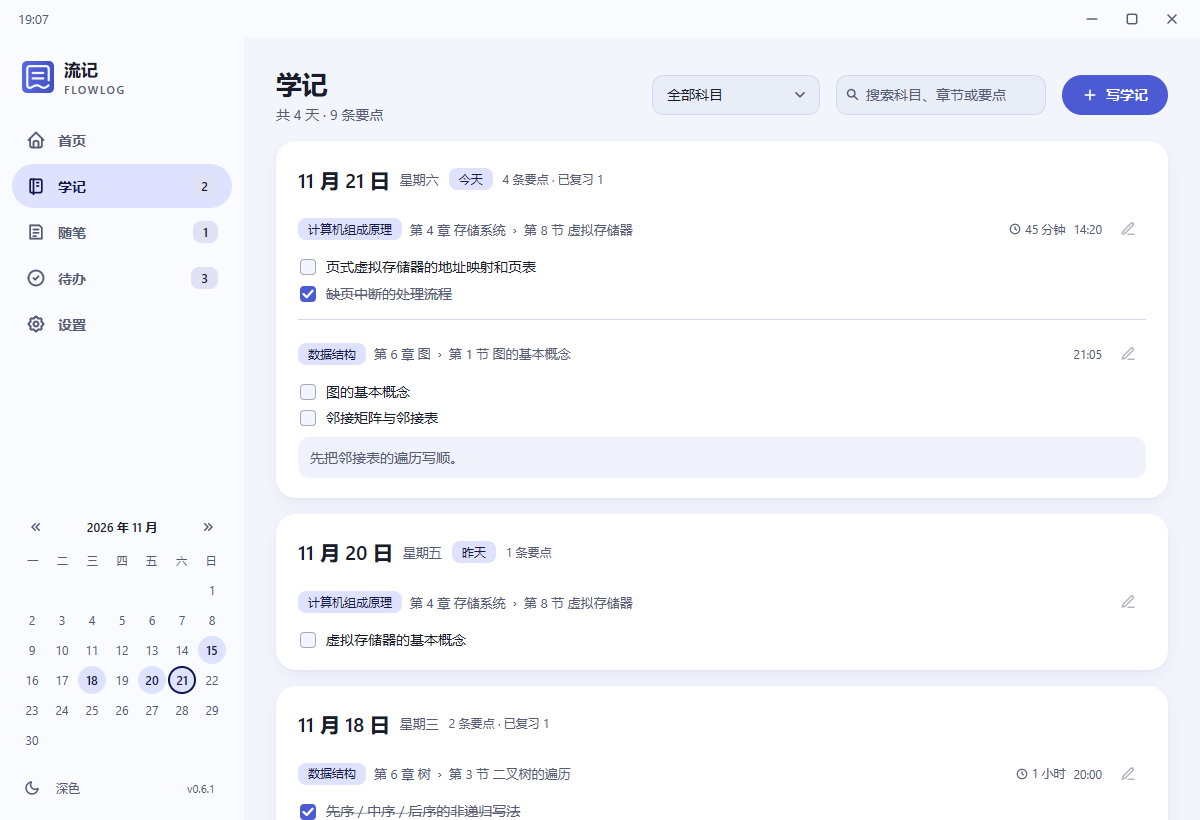 19:07
流记
FLOWLOG
首页
学记 2
随笔 1
待办 3
设置
« 2026 年 11 月 »
一 二 三 四 五 六 日
1
2 3 4 5 6 7 8
9 10 11 12 13 14 15
16 17 18 19 20 21 22
23 24 25 26 27 28 29
30
深色 v0.6.1
学记
共 4 天 · 9 条要点
全部科目
搜索科目、章节或要点
+ 写学记
11 月 21 日 星期六 今天 4 条要点 · 已复习 1
计算机组成原理 第 4 章 存储系统 › 第 8 节 虚拟存储器 45 分钟 14:20
页式虚拟存储器的地址映射和页表
缺页中断的处理流程
数据结构 第 6 章 图 › 第 1 节 图的基本概念 21:05
图的基本概念
邻接矩阵与邻接表
先把邻接表的遍历写顺。
11 月 20 日 星期五 昨天 1 条要点
计算机组成原理 第 4 章 存储系统 › 第 8 节 虚拟存储器
虚拟存储器的基本概念
11 月 18 日 星期三 2 条要点 · 已复习 1
数据结构 第 6 章 树 › 第 3 节 二叉树的遍历 1 小时 20:00
先序 / 中序 / 后序的非递归写法